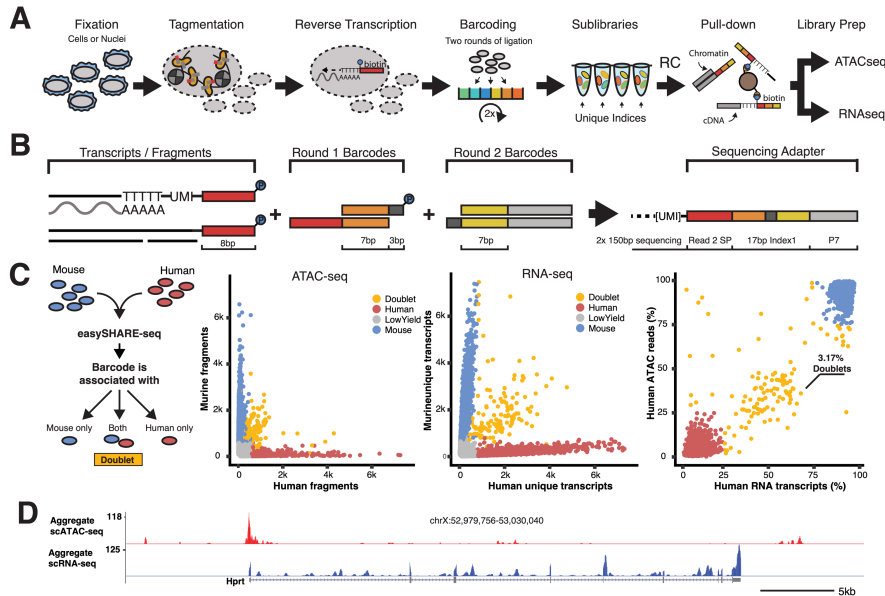 A
Fixation
Cells or Nuclei
Tagmentation
Reverse Transcription
biotin
TTTTT
AAAAA
Barcoding
Two rounds of ligation
2x
Sublibraries
Unique Indices
RC
Pull-down
Chromatin
TTTT
biotin
cDNA
TTTT
Library Prep
ATACseq
RNAseq
B
Transcripts / Fragments
Round 1 Barcodes
Round 2 Barcodes
Sequencing Adapter
TTTTT
UMI
P
AAAAA
P
8bp
+
P
7bp
3bp
+
7bp
[UMI]
2x 150bp sequencing
Read 2 SP
17bp Index1
P7
C
Mouse
Human
easySHARE-seq
Barcode is
associated with
Mouse only
Both
Human only
Doublet
ATAC-seq
Doublet
Human
LowYield
Mouse
Murine fragments
6k
4k
2k
0
0
2k
4k
6k
Human fragments
RNA-seq
Doublet
Human
LowYield
Mouse
Murineunique transcripts
6k
4k
2k
0
0
2k
4k
6k
Human unique transcripts
Human ATAC reads (%)
100
75
50
25
0
0
25
50
75
100
3.17%
Doublets
Human RNA transcripts (%)
D
Aggregate
scATAC-seq
118
chrX:52,979,756-53,030,040
Aggregate
scRNA-seq
125
Hprt
5kb